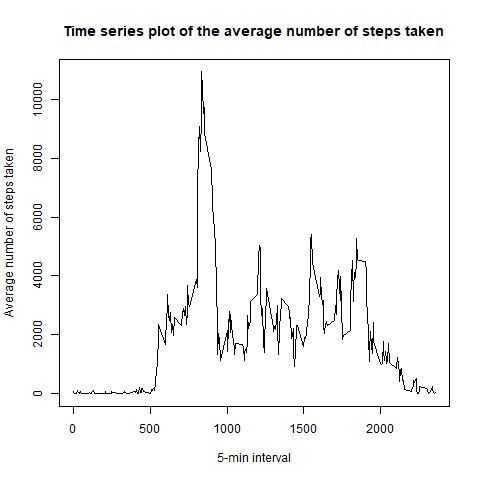 Time series plot of the average number of steps taken
Average number of steps taken
10000
8000
6000
4000
2000
0
0 500 1000 1500 2000
5-min interval